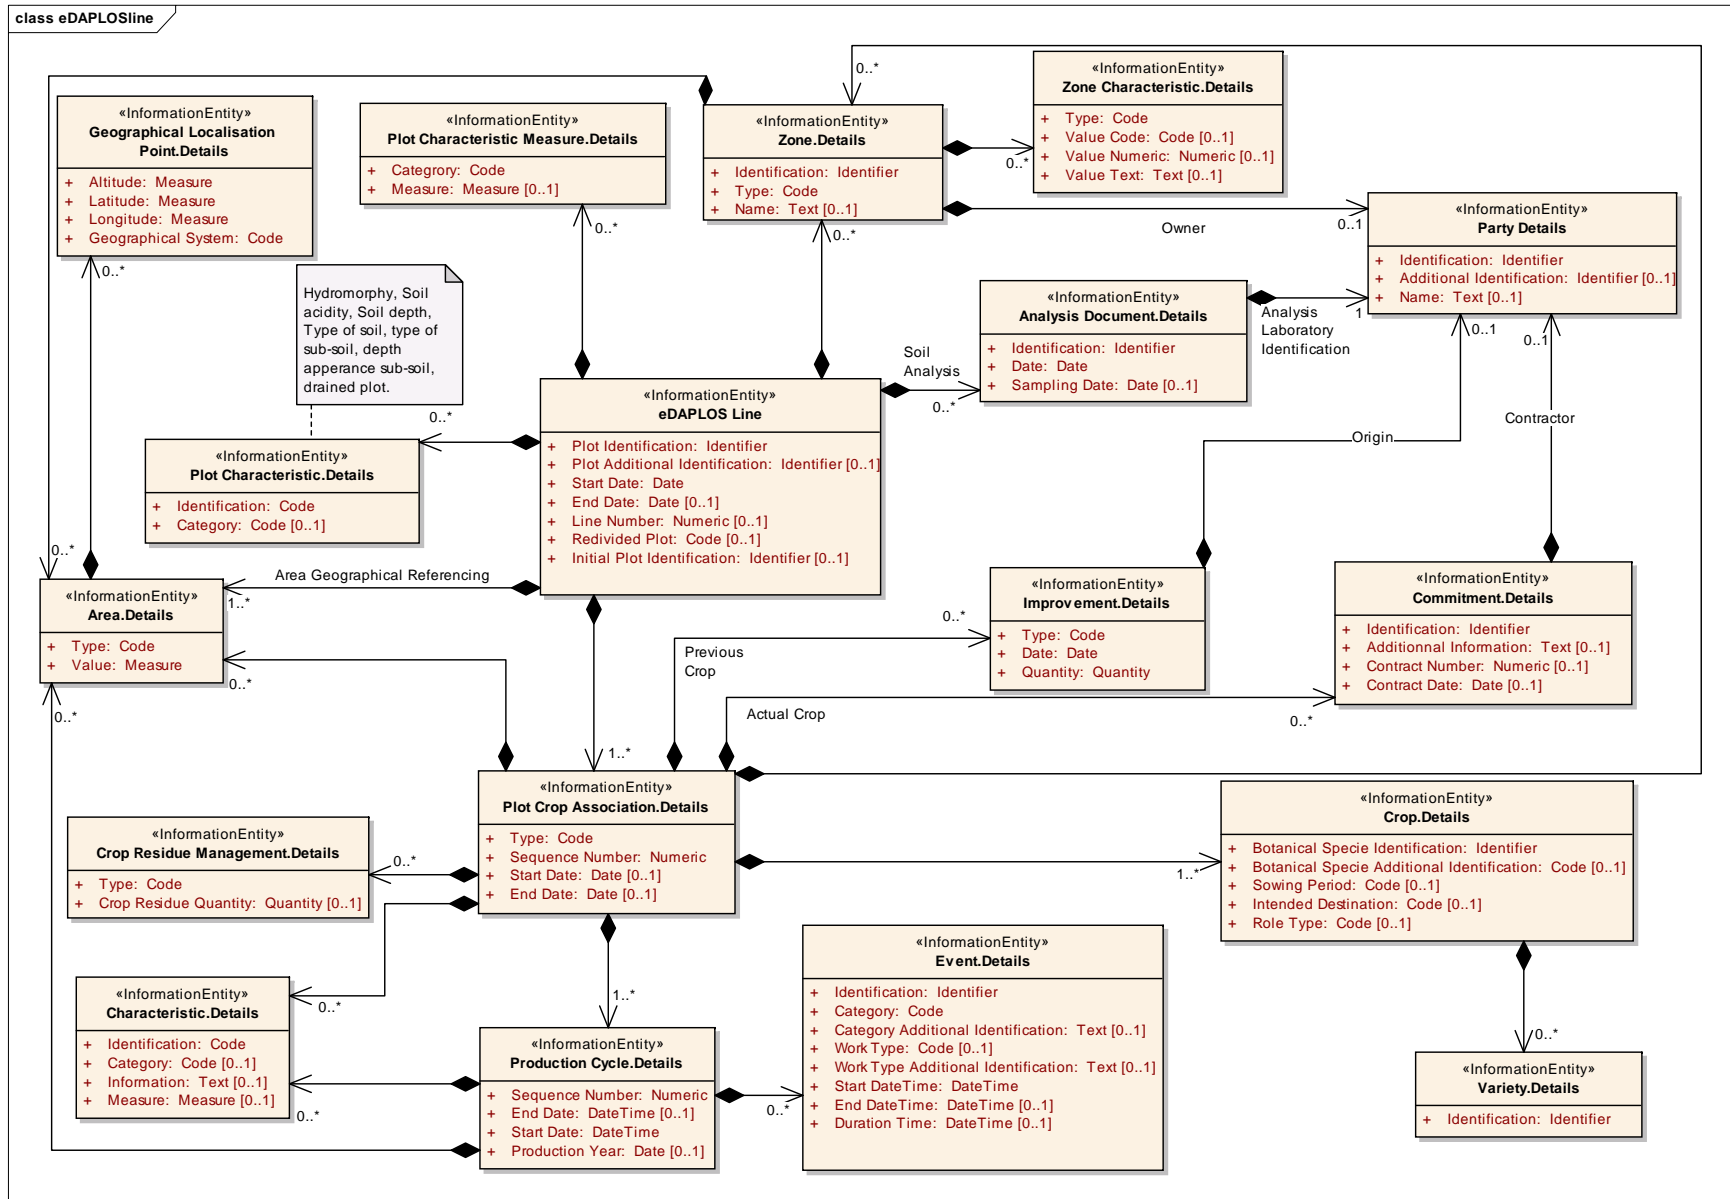 class eDAPLOSline
«InformationEntity»
Geographical Localisation
Point.Details
+ Altitude: Measure
+ Latitude: Measure
+ Longitude: Measure
+ Geographical System: Code
0..*
«InformationEntity»
Plot Characteristic Measure.Details
+ Categrory: Code
+ Measure: Measure [0..1]
0..*
«InformationEntity»
Zone.Details
+ Identification: Identifier
+ Type: Code
+ Name: Text [0..1]
0..*
0..*
«InformationEntity»
Zone Characteristic.Details
+ Type: Code
+ Value Code: Code [0..1]
+ Value Numeric: Numeric [0..1]
+ Value Text: Text [0..1]
0..*
Owner
0..1
«InformationEntity»
Party Details
+ Identification: Identifier
+ Additional Identification: Identifier [0..1]
+ Name: Text [0..1]
0..1
0..1
Hydromorphy, Soil
acidity, Soil depth,
Type of soil, type of
sub-soil, depth
apperance sub-soil,
drained plot.
«InformationEntity»
Analysis Document.Details
+ Identification: Identifier
+ Date: Date
+ Sampling Date: Date [0..1]
Analysis
Laboratory
Identification
1
Soil
Analysis
0..*
«InformationEntity»
eDAPLOS Line
+ Plot Identification: Identifier
+ Plot Additional Identification: Identifier [0..1]
+ Start Date: Date
+ End Date: Date [0..1]
+ Line Number: Numeric [0..1]
+ Redivided Plot: Code [0..1]
+ Initial Plot Identification: Identifier [0..1]
0..*
«InformationEntity»
Plot Characteristic.Details
+ Identification: Code
+ Category: Code [0..1]
Contractor
Origin
0..*
Area Geographical Referencing
1..*
«InformationEntity»
Area.Details
+ Type: Code
+ Value: Measure
0..*
0..*
«InformationEntity»
Improvement.Details
+ Type: Code
+ Date: Date
+ Quantity: Quantity
0..*
Previous
Crop
«InformationEntity»
Commitment.Details
+ Identification: Identifier
+ Additionnal Information: Text [0..1]
+ Contract Number: Numeric [0..1]
+ Contract Date: Date [0..1]
Actual Crop
0..*
1..*
«InformationEntity»
Plot Crop Association.Details
+ Type: Code
+ Sequence Number: Numeric
+ Start Date: Date [0..1]
+ End Date: Date [0..1]
«InformationEntity»
Crop Residue Management.Details
+ Type: Code
+ Crop Residue Quantity: Quantity [0..1]
0..*
1..*
«InformationEntity»
Crop.Details
+ Botanical Specie Identification: Identifier
+ Botanical Specie Additional Identification: Code [0..1]
+ Sowing Period: Code [0..1]
+ Intended Destination: Code [0..1]
+ Role Type: Code [0..1]
«InformationEntity»
Characteristic.Details
+ Identification: Code
+ Category: Code [0..1]
+ Information: Text [0..1]
+ Measure: Measure [0..1]
0..*
0..*
1..*
«InformationEntity»
Production Cycle.Details
+ Sequence Number: Numeric
+ End Date: DateTime [0..1]
+ Start Date: DateTime
+ Production Year: Date [0..1]
0..*
«InformationEntity»
Event.Details
+ Identification: Identifier
+ Category: Code
+ Category Additional Identification: Text [0..1]
+ Work Type: Code [0..1]
+ Work Type Additional Identification: Text [0..1]
+ Start DateTime: DateTime
+ End DateTime: DateTime [0..1]
+ Duration Time: DateTime [0..1]
0..*
«InformationEntity»
Variety.Details
+ Identification: Identifier